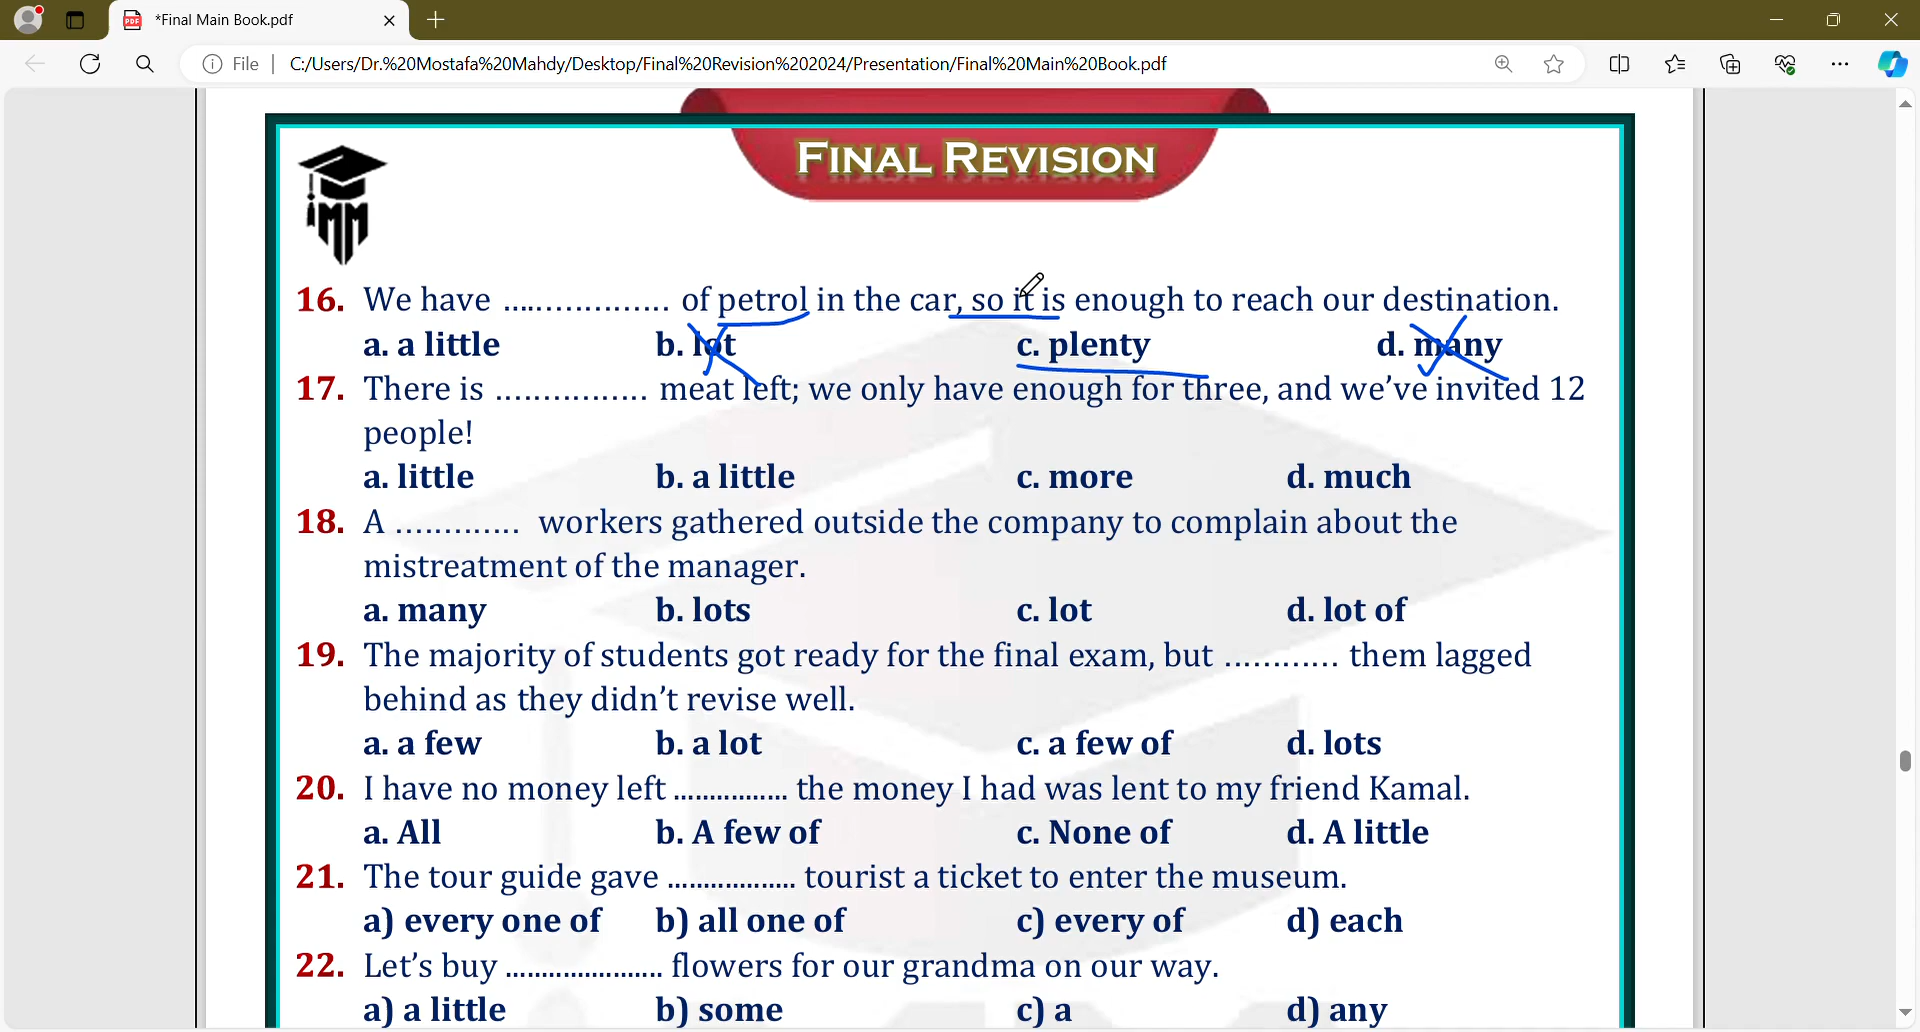 *Final Main Book.pdf
File
C:/Users/Dr.%20Mostafa%20Mahdy/Desktop/Final%20Revision%202024/Presentation/Final%20Main%20Book.pdf
FINAL REVISION
MM
16. We have .................. of petrol in the car, so it is enough to reach our destination.
a. a little b. lot c. plenty d. many
17. There is ................ meat left; we only have enough for three, and we’ve invited 12
people!
a. little b. a little c. more d. much
18. A ............. workers gathered outside the company to complain about the
mistreatment of the manager.
a. many b. lots c. lot d. lot of
19. The majority of students got ready for the final exam, but ............ them lagged
behind as they didn’t revise well.
a. a few b. a lot c. a few of d. lots
20. I have no money left ................ the money I had was lent to my friend Kamal.
a. All b. A few of c. None of d. A little
21. The tour guide gave .................. tourist a ticket to enter the museum.
a) every one of b) all one of c) every of d) each
22. Let’s buy ...................... flowers for our grandma on our way.
a) a little b) some c) a d) any